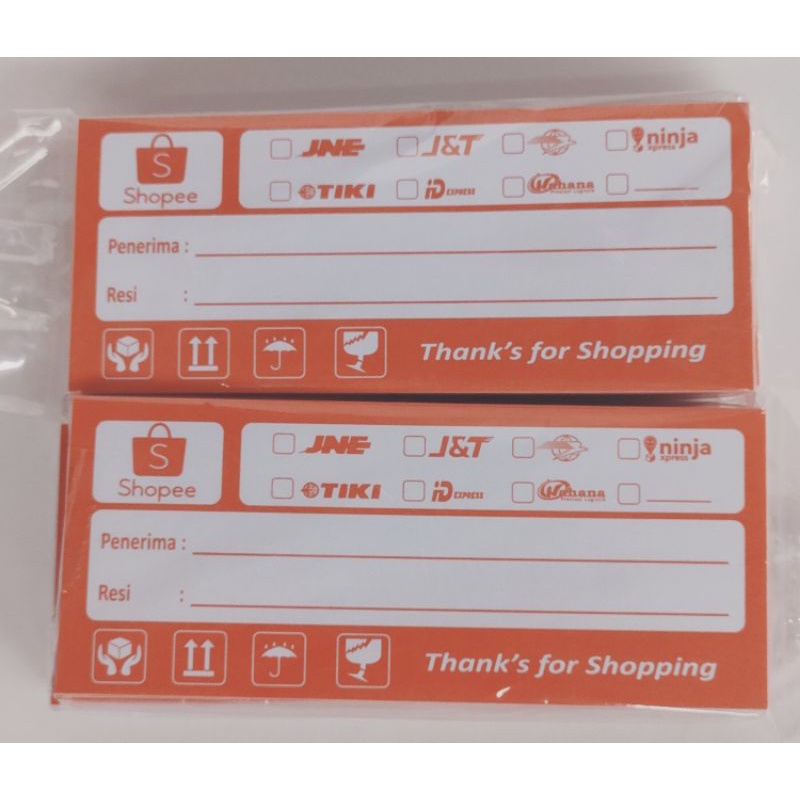 S
Shopee
JNE J&T ninja xpress
TIKI ID EXPRESS Wahana
Penerima :
Resi :
Thank's for Shopping
S
Shopee
JNE J&T ninja xpress
TIKI ID EXPRESS Wahana
Penerima :
Resi :
Thank's for Shopping